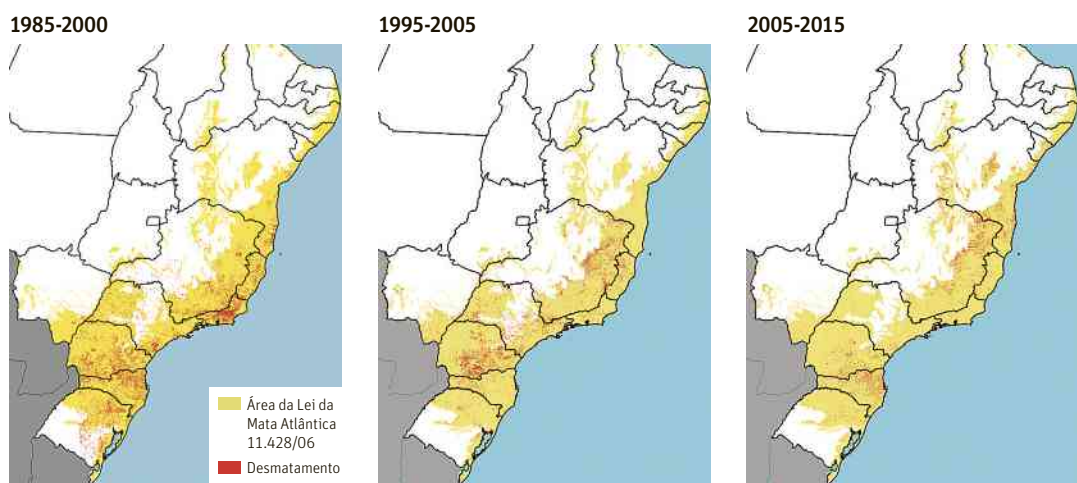 1985-2000
1995-2005
2005-2015
Área da Lei da
Mata Atlântica
11.428/06
Desmatamento